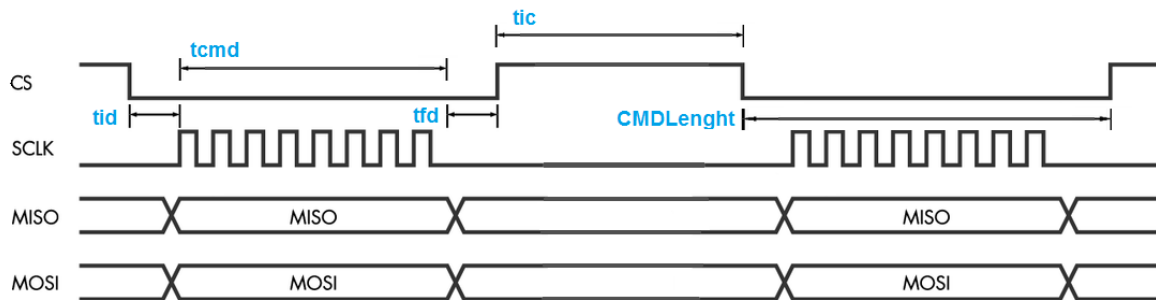 tic
tcmd
CS
tid
tfd
CMDLenght
SCLK
MISO MISO MISO
MOSI MOSI MOSI